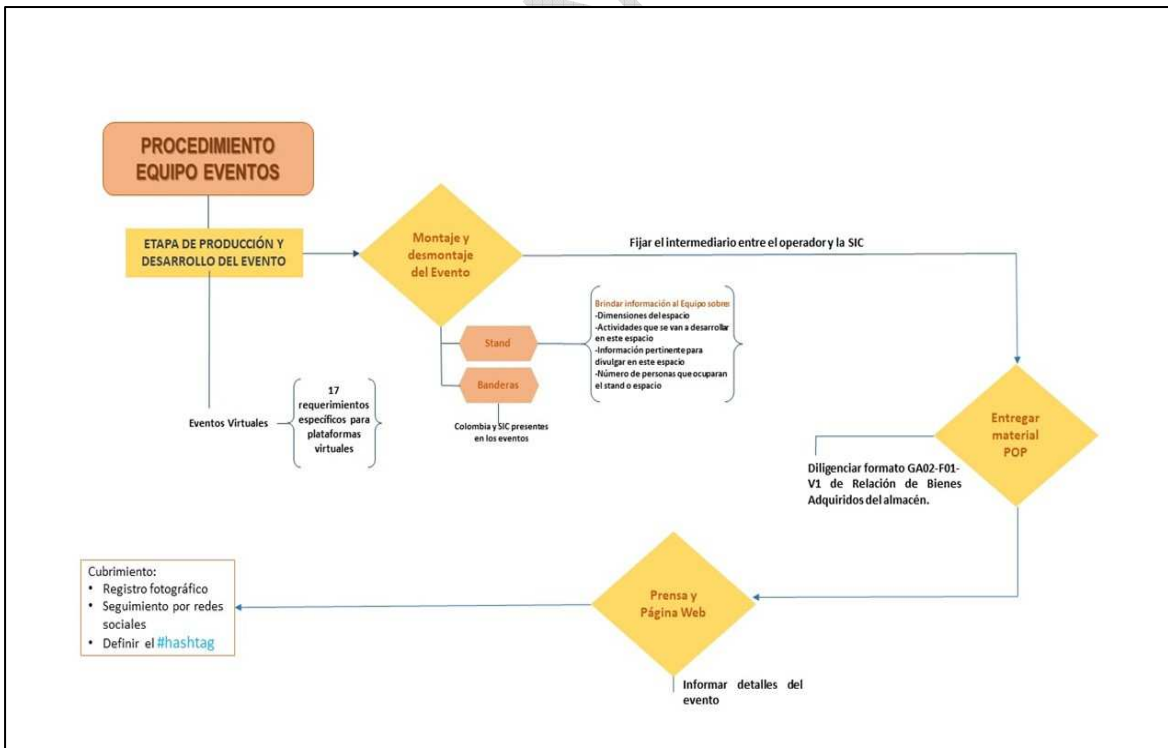 PROCEDIMIENTO
EQUIPO EVENTOS
ETAPA DE PRODUCCIÓN Y
DESARROLLO DEL EVENTO
Montaje y
desmontaje
del Evento
Fijar el intermediario entre el operador y la SIC
Stand
Brindar información al Equipo sobre:
-Dimensiones del espacio
-Actividades que se van a desarrollar
en este espacio
-Información pertinente para
divulgar en este espacio
-Número de personas que ocuparan
el stand o espacio
Banderas
Colombia y SIC presentes
en los eventos
Eventos Virtuales
17
requerimientos
específicos para
plataformas
virtuales
Entregar
material
POP
Diligenciar formato GA02-F01-
V1 de Relación de Bienes
Adquiridos del almacén.
Prensa y
Página Web
Informar detalles del
evento
Cubrimiento:
• Registro fotográfico
• Seguimiento por redes
sociales
• Definir el #hashtag